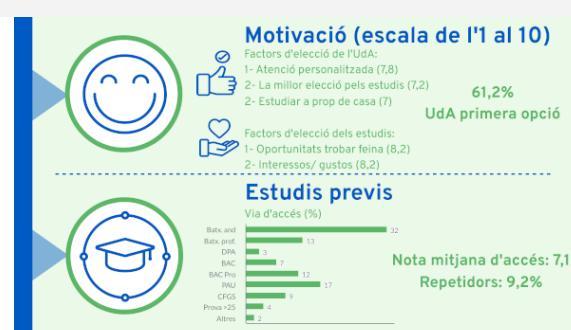 Motivació (escala de l'1 al 10)
Factors d'elecció de l'UdA:
1- Atenció personalitzada (7,8)
2- La millor elecció pels estudis (7,2)
2- Estudiar a prop de casa (7)
61,2%
UdA primera opció
Factors d'elecció dels estudis:
1- Oportunitats trobar feina (8,2)
2- Interessos/ gustos (8,2)
Estudis previs
Via d'accés (%)
Batx. and 32
Batx. prof. 13
DPA 3
BAC 7
BAC Pro 12
PAU 17
CFGS 9
Prova >25 4
Altres 2
Nota mitjana d'accés: 7,1
Repetidors: 9,2%